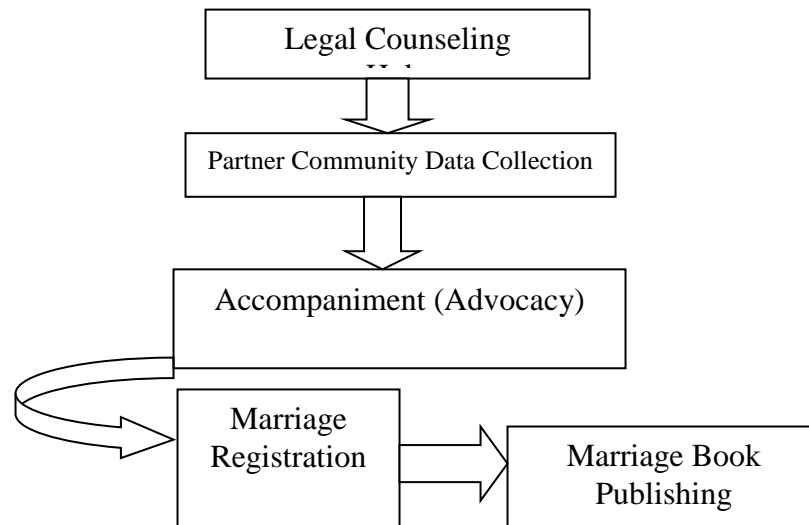 Legal Counseling
Partner Community Data Collection
Accompaniment (Advocacy)
Marriage
Registration
Marriage Book
Publishing